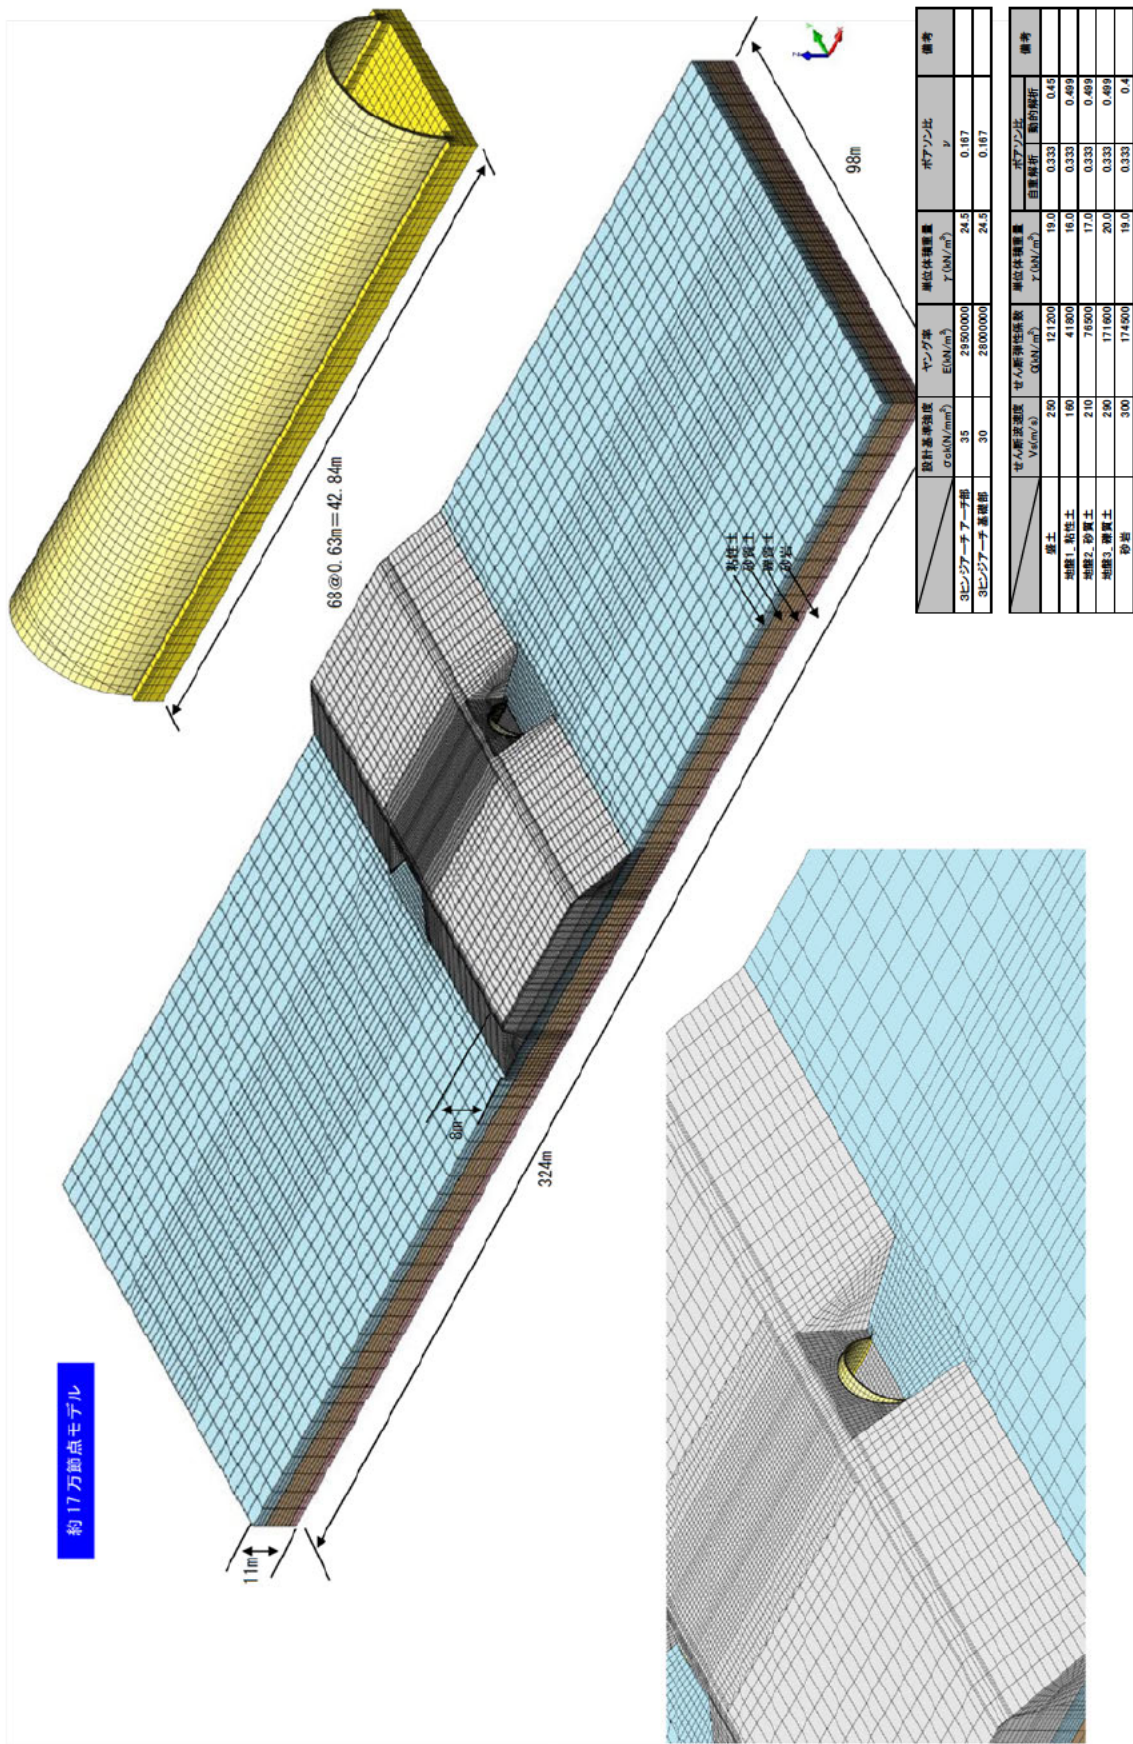 約17万節点モデル
68@0.63m=42.84m
11m
8m
324m
98m
粘性土
砂質土
礫質土
砂岩
Z
Y
X
設計基準強度 ヤング率 単位体積重量 ポアソン比 備考
σck(N/mm²) E(kN/m²) γ(kN/m³) ν
3ヒンジアーチ アーチ部 35 29500000 24.5 0.167
3ヒンジアーチ 基礎部 30 28000000 24.5 0.167
せん断波速度 せん断弾性係数 単位体積重量 ポアソン比 備考
Vs(m/s) G(kN/m²) γ(kN/m³) 自重解析 動的解析
盛土 250 121200 19.0 0.333 0.45
地盤1_粘性土 160 41800 16.0 0.333 0.499
地盤2_砂質土 210 76500 17.0 0.333 0.499
地盤3_礫質土 290 171600 20.0 0.333 0.499
砂岩 300 174500 19.0 0.333 0.4